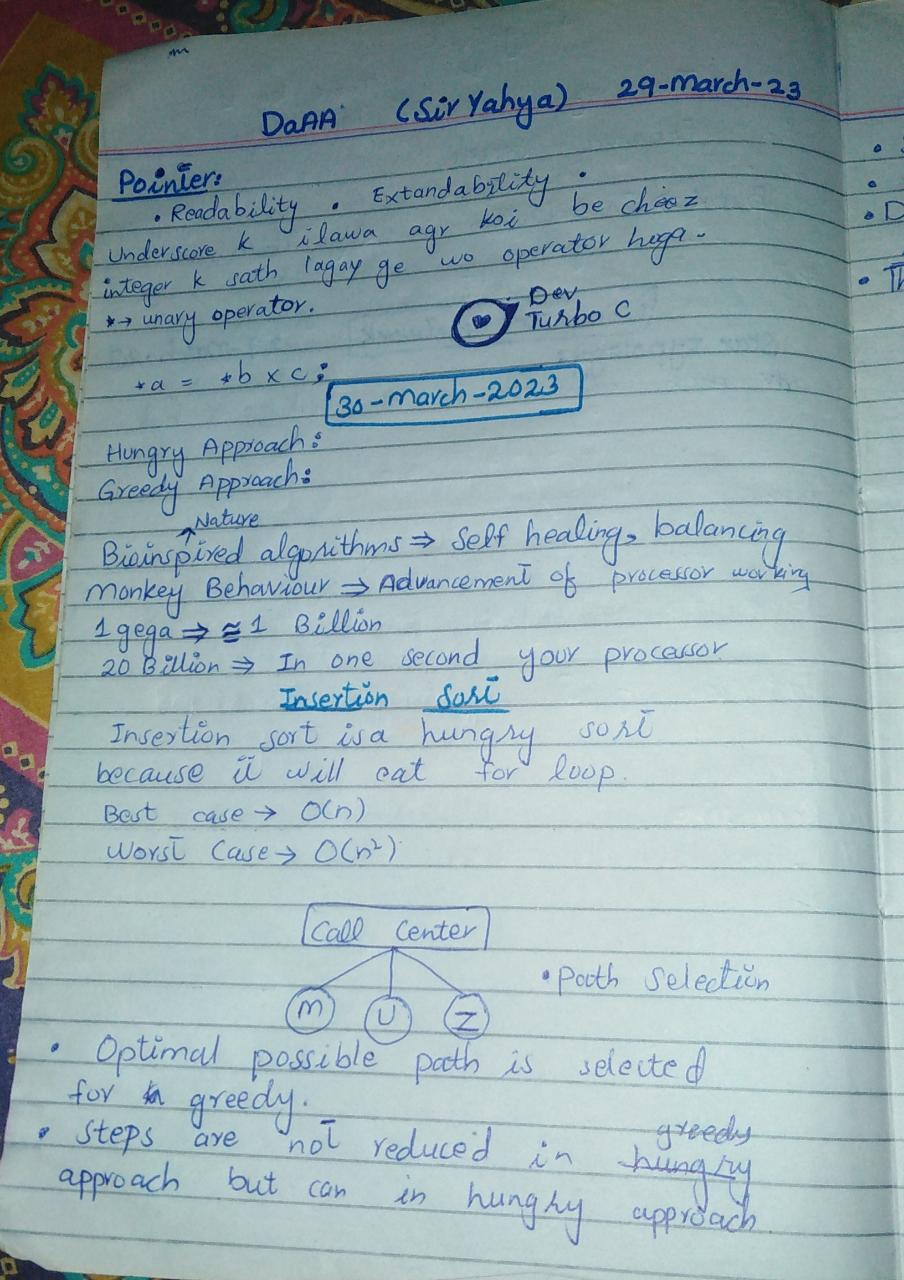 DaAA (Sir Yahya) 29-March-23
Pointer:
• Readability • Extandability •
Underscore k ilawa agr koi be cheez
integer k sath lagay ge wo operator hoga.
*→ unary operator.
Dev
Turbo C
*a = *b x c;
30-March-2023
Hungry Approach:
Greedy Approach:
Nature
Bioinspired algorithms ⇒ Self healing, balancing
Monkey Behaviour ⇒ Advancement of processor working
1 gega ⇒ ≅ 1 Billion
20 Billion ⇒ In one second your processor
Insertion Sort
Insertion sort is a hungry sort
because it will eat for loop.
Best case → O(n)
Worst Case → O(n²)
Call Center
• Path Selection
M U Z
• Optimal possible path is selected
for greedy.
greedy
• Steps are not reduced in hungry
approach but can in hungry approach